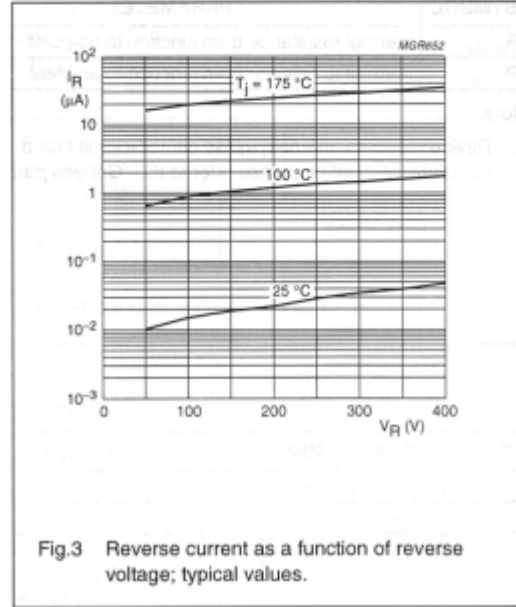 MGR652
10²
I_R
(μA)
T_j = 175 °C
10
100 °C
1
10⁻¹
25 °C
10⁻²
10⁻³
0 100 200 300 400
V_R (V)
Fig.3 Reverse current as a function of reverse
voltage; typical values.